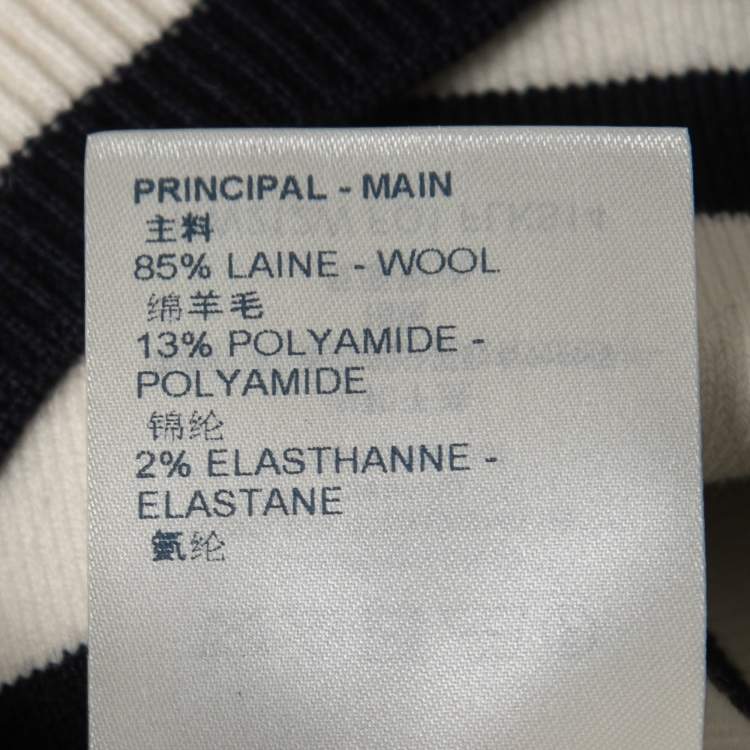 PRINCIPAL - MAIN
主料
85% LAINE - WOOL
绵羊毛
13% POLYAMIDE -
POLYAMIDE
锦纶
2% ELASTHANNE -
ELASTANE
氨纶